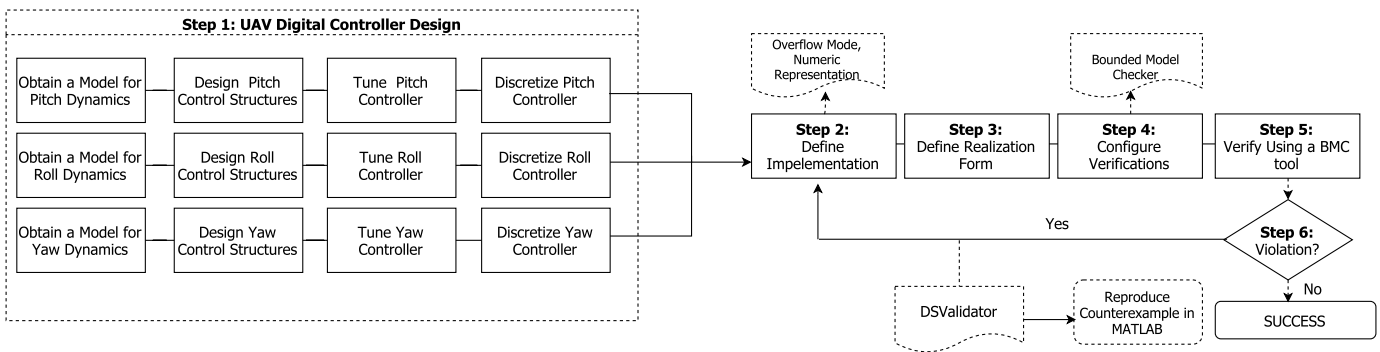 Step 1: UAV Digital Controller Design
Obtain a Model for
Pitch Dynamics
Design Pitch
Control Structures
Tune Pitch
Controller
Discretize Pitch
Controller
Obtain a Model for
Roll Dynamics
Design Roll
Control Structures
Tune Roll
Controller
Discretize Roll
Controller
Obtain a Model for
Yaw Dynamics
Design Yaw
Control Structures
Tune Yaw
Controller
Discretize Yaw
Controller
Overflow Mode,
Numeric
Representation
Bounded Model
Checker
Step 2:
Define
Impelementation
Step 3:
Define Realization
Form
Step 4:
Configure
Verifications
Step 5:
Verify Using a BMC
tool
Step 6:
Violation?
Yes
No
SUCCESS
DSValidator
Reproduce
Counterexample in
MATLAB